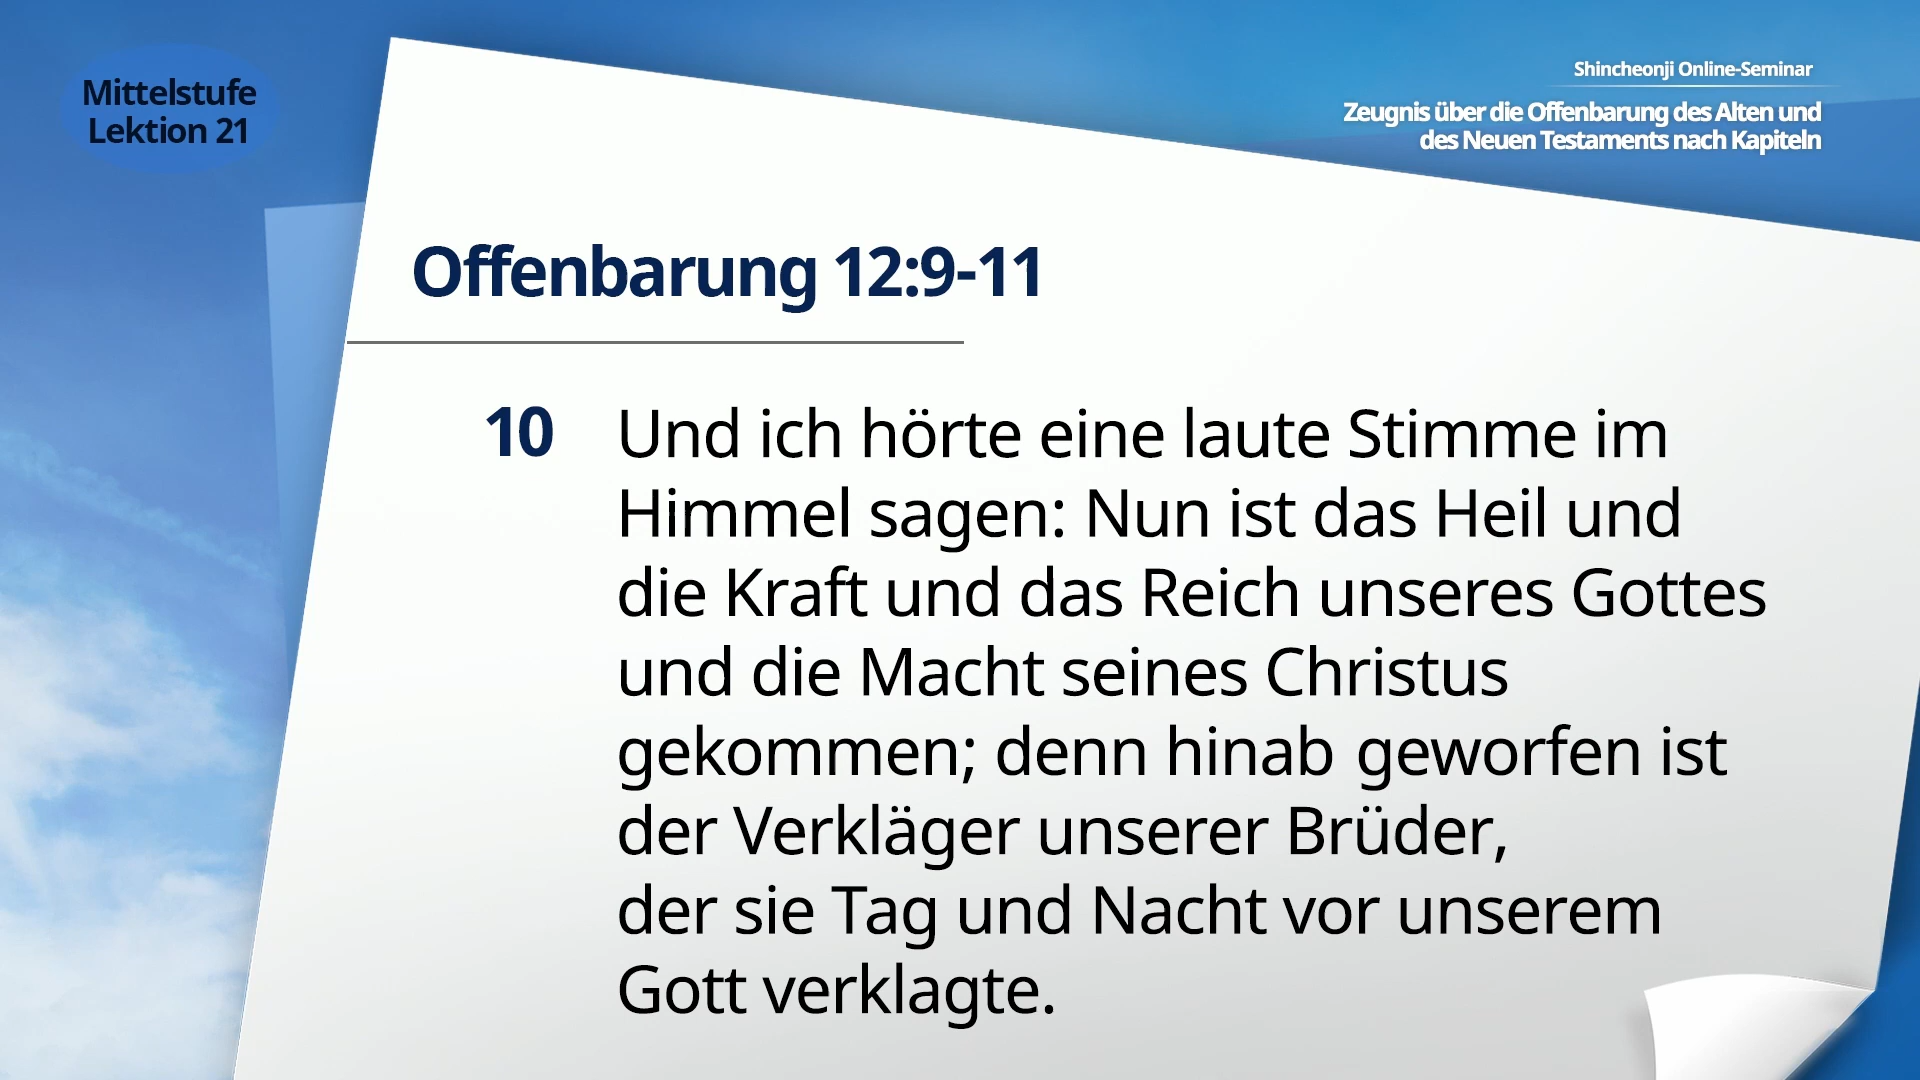 Mittelstufe
Lektion 21
Shincheonji Online-Seminar
Zeugnis über die Offenbarung des Alten und
des Neuen Testaments nach Kapiteln
Offenbarung 12:9-11
10 Und ich hörte eine laute Stimme im
Himmel sagen: Nun ist das Heil und
die Kraft und das Reich unseres Gottes
und die Macht seines Christus
gekommen; denn hinab geworfen ist
der Verkläger unserer Brüder,
der sie Tag und Nacht vor unserem
Gott verklagte.